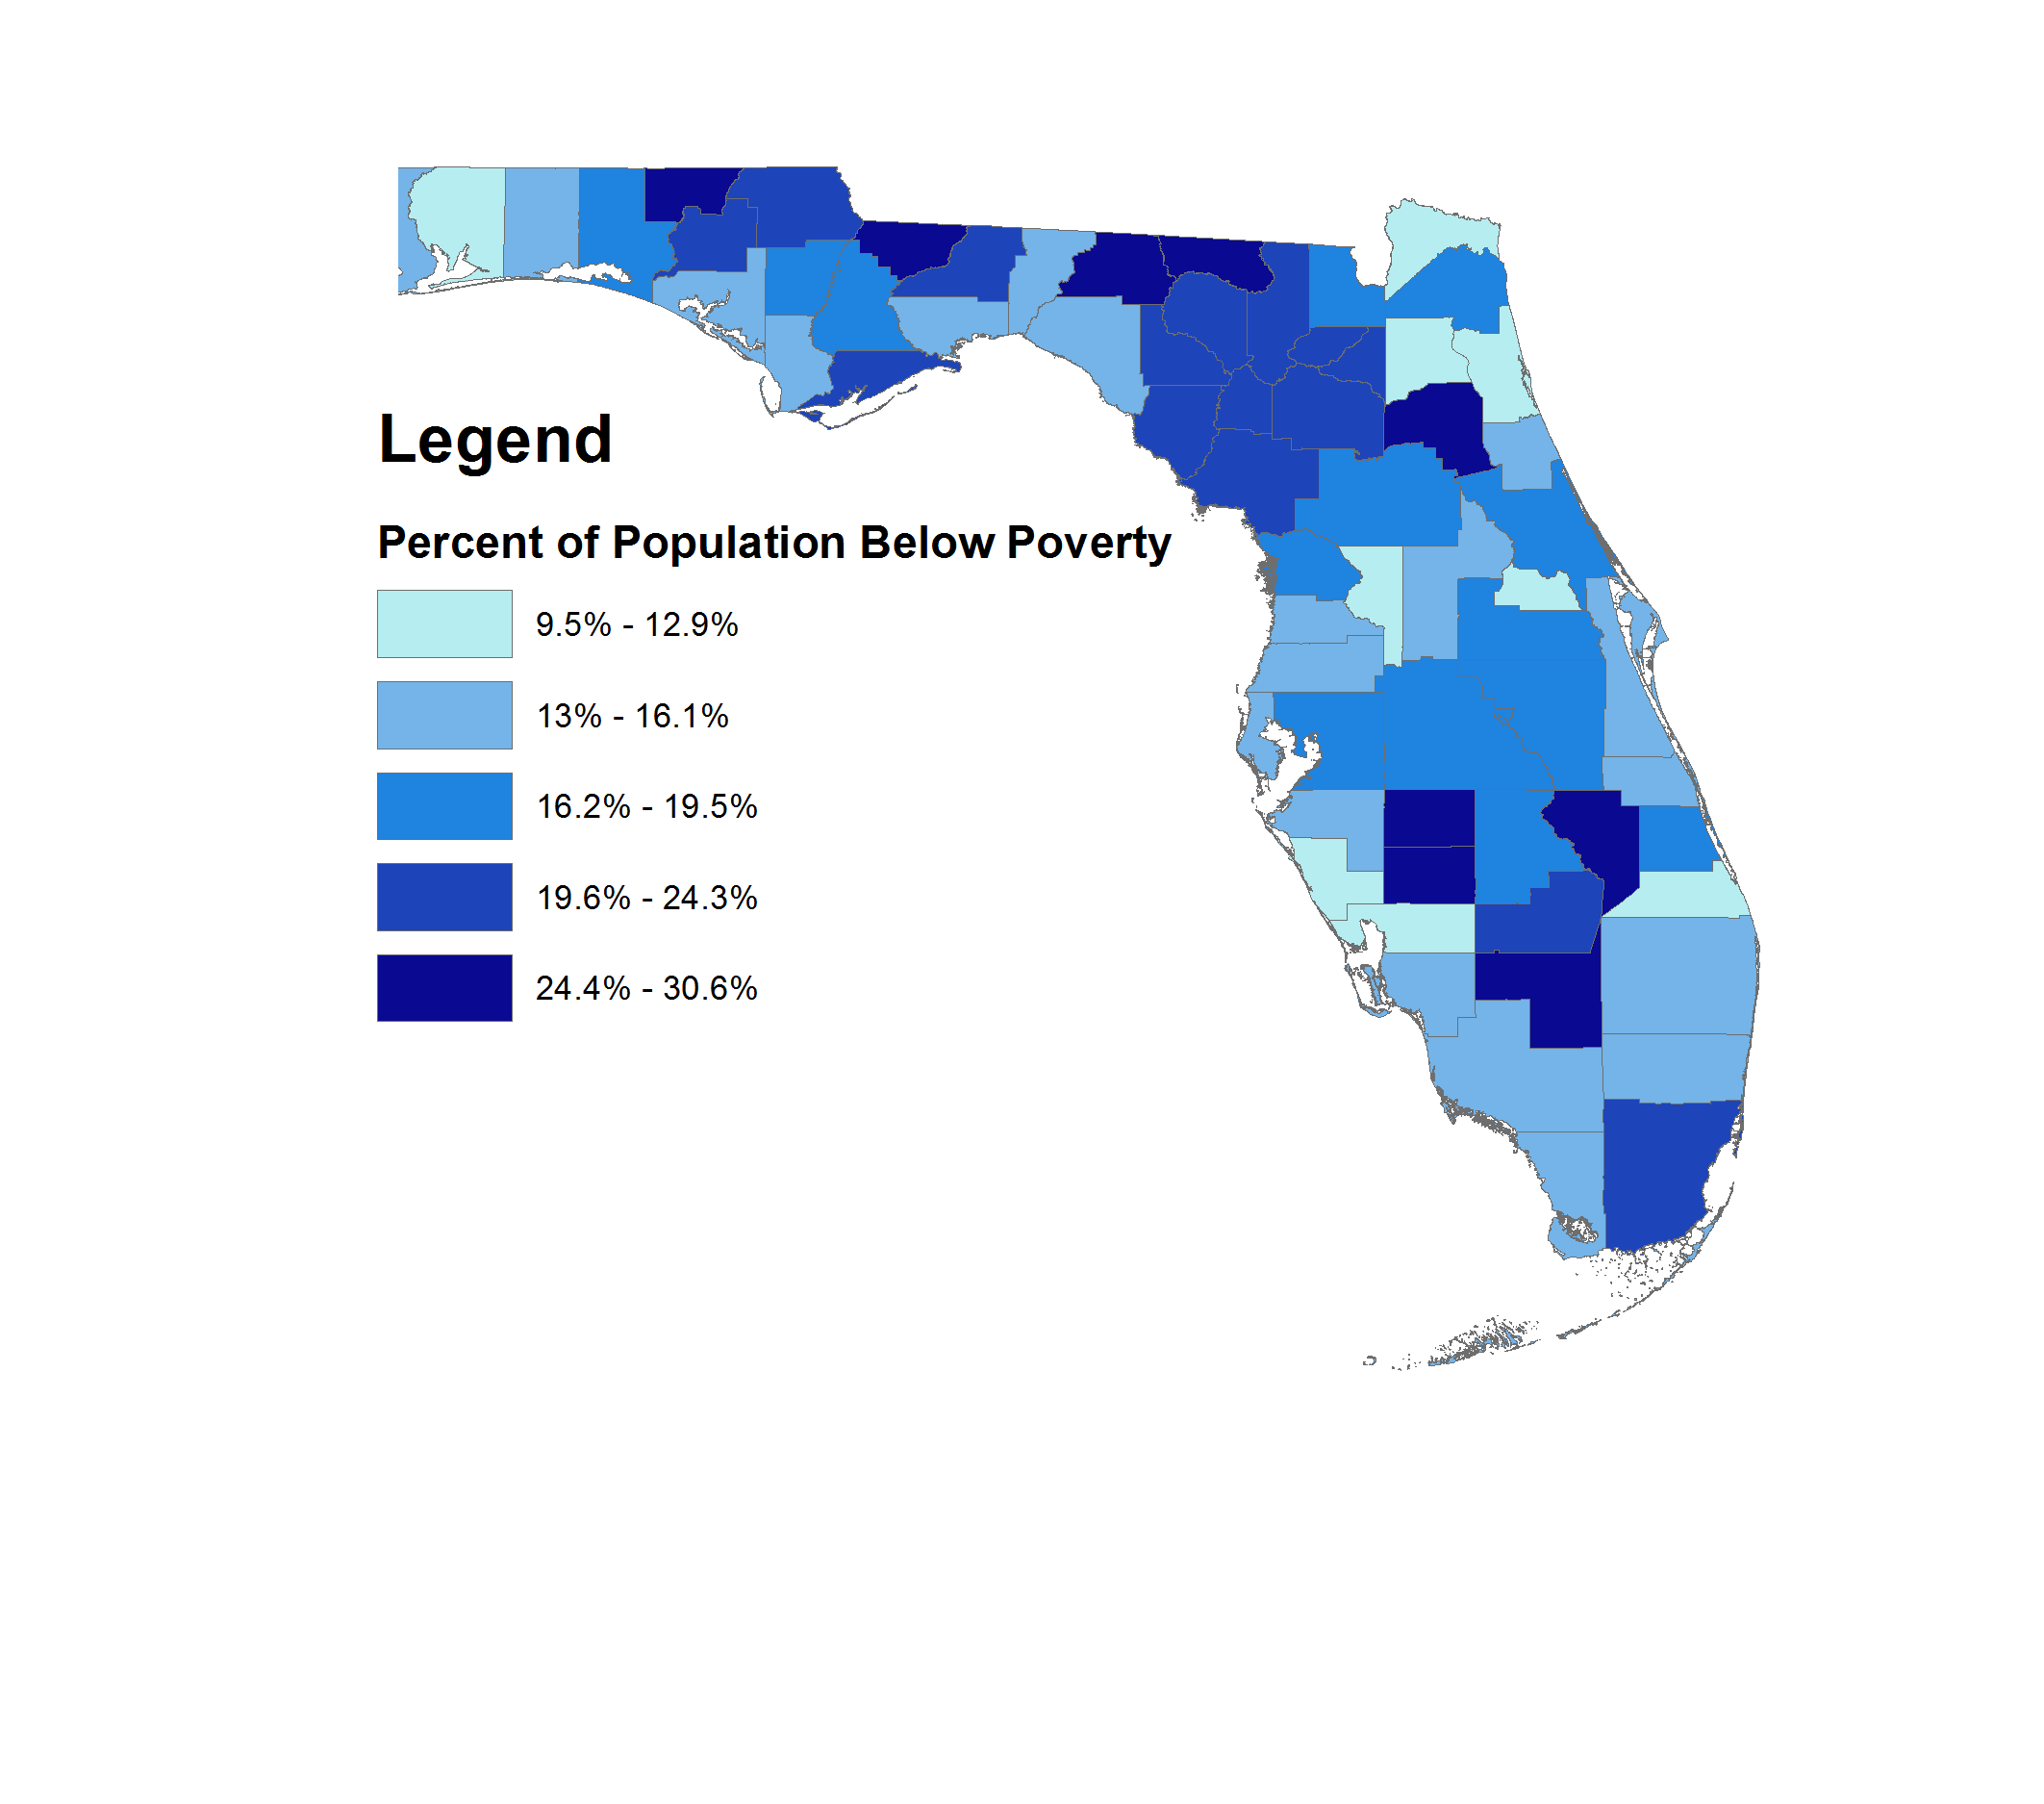 Legend
Percent of Population Below Poverty
9.5% - 12.9%
13% - 16.1%
16.2% - 19.5%
19.6% - 24.3%
24.4% - 30.6%